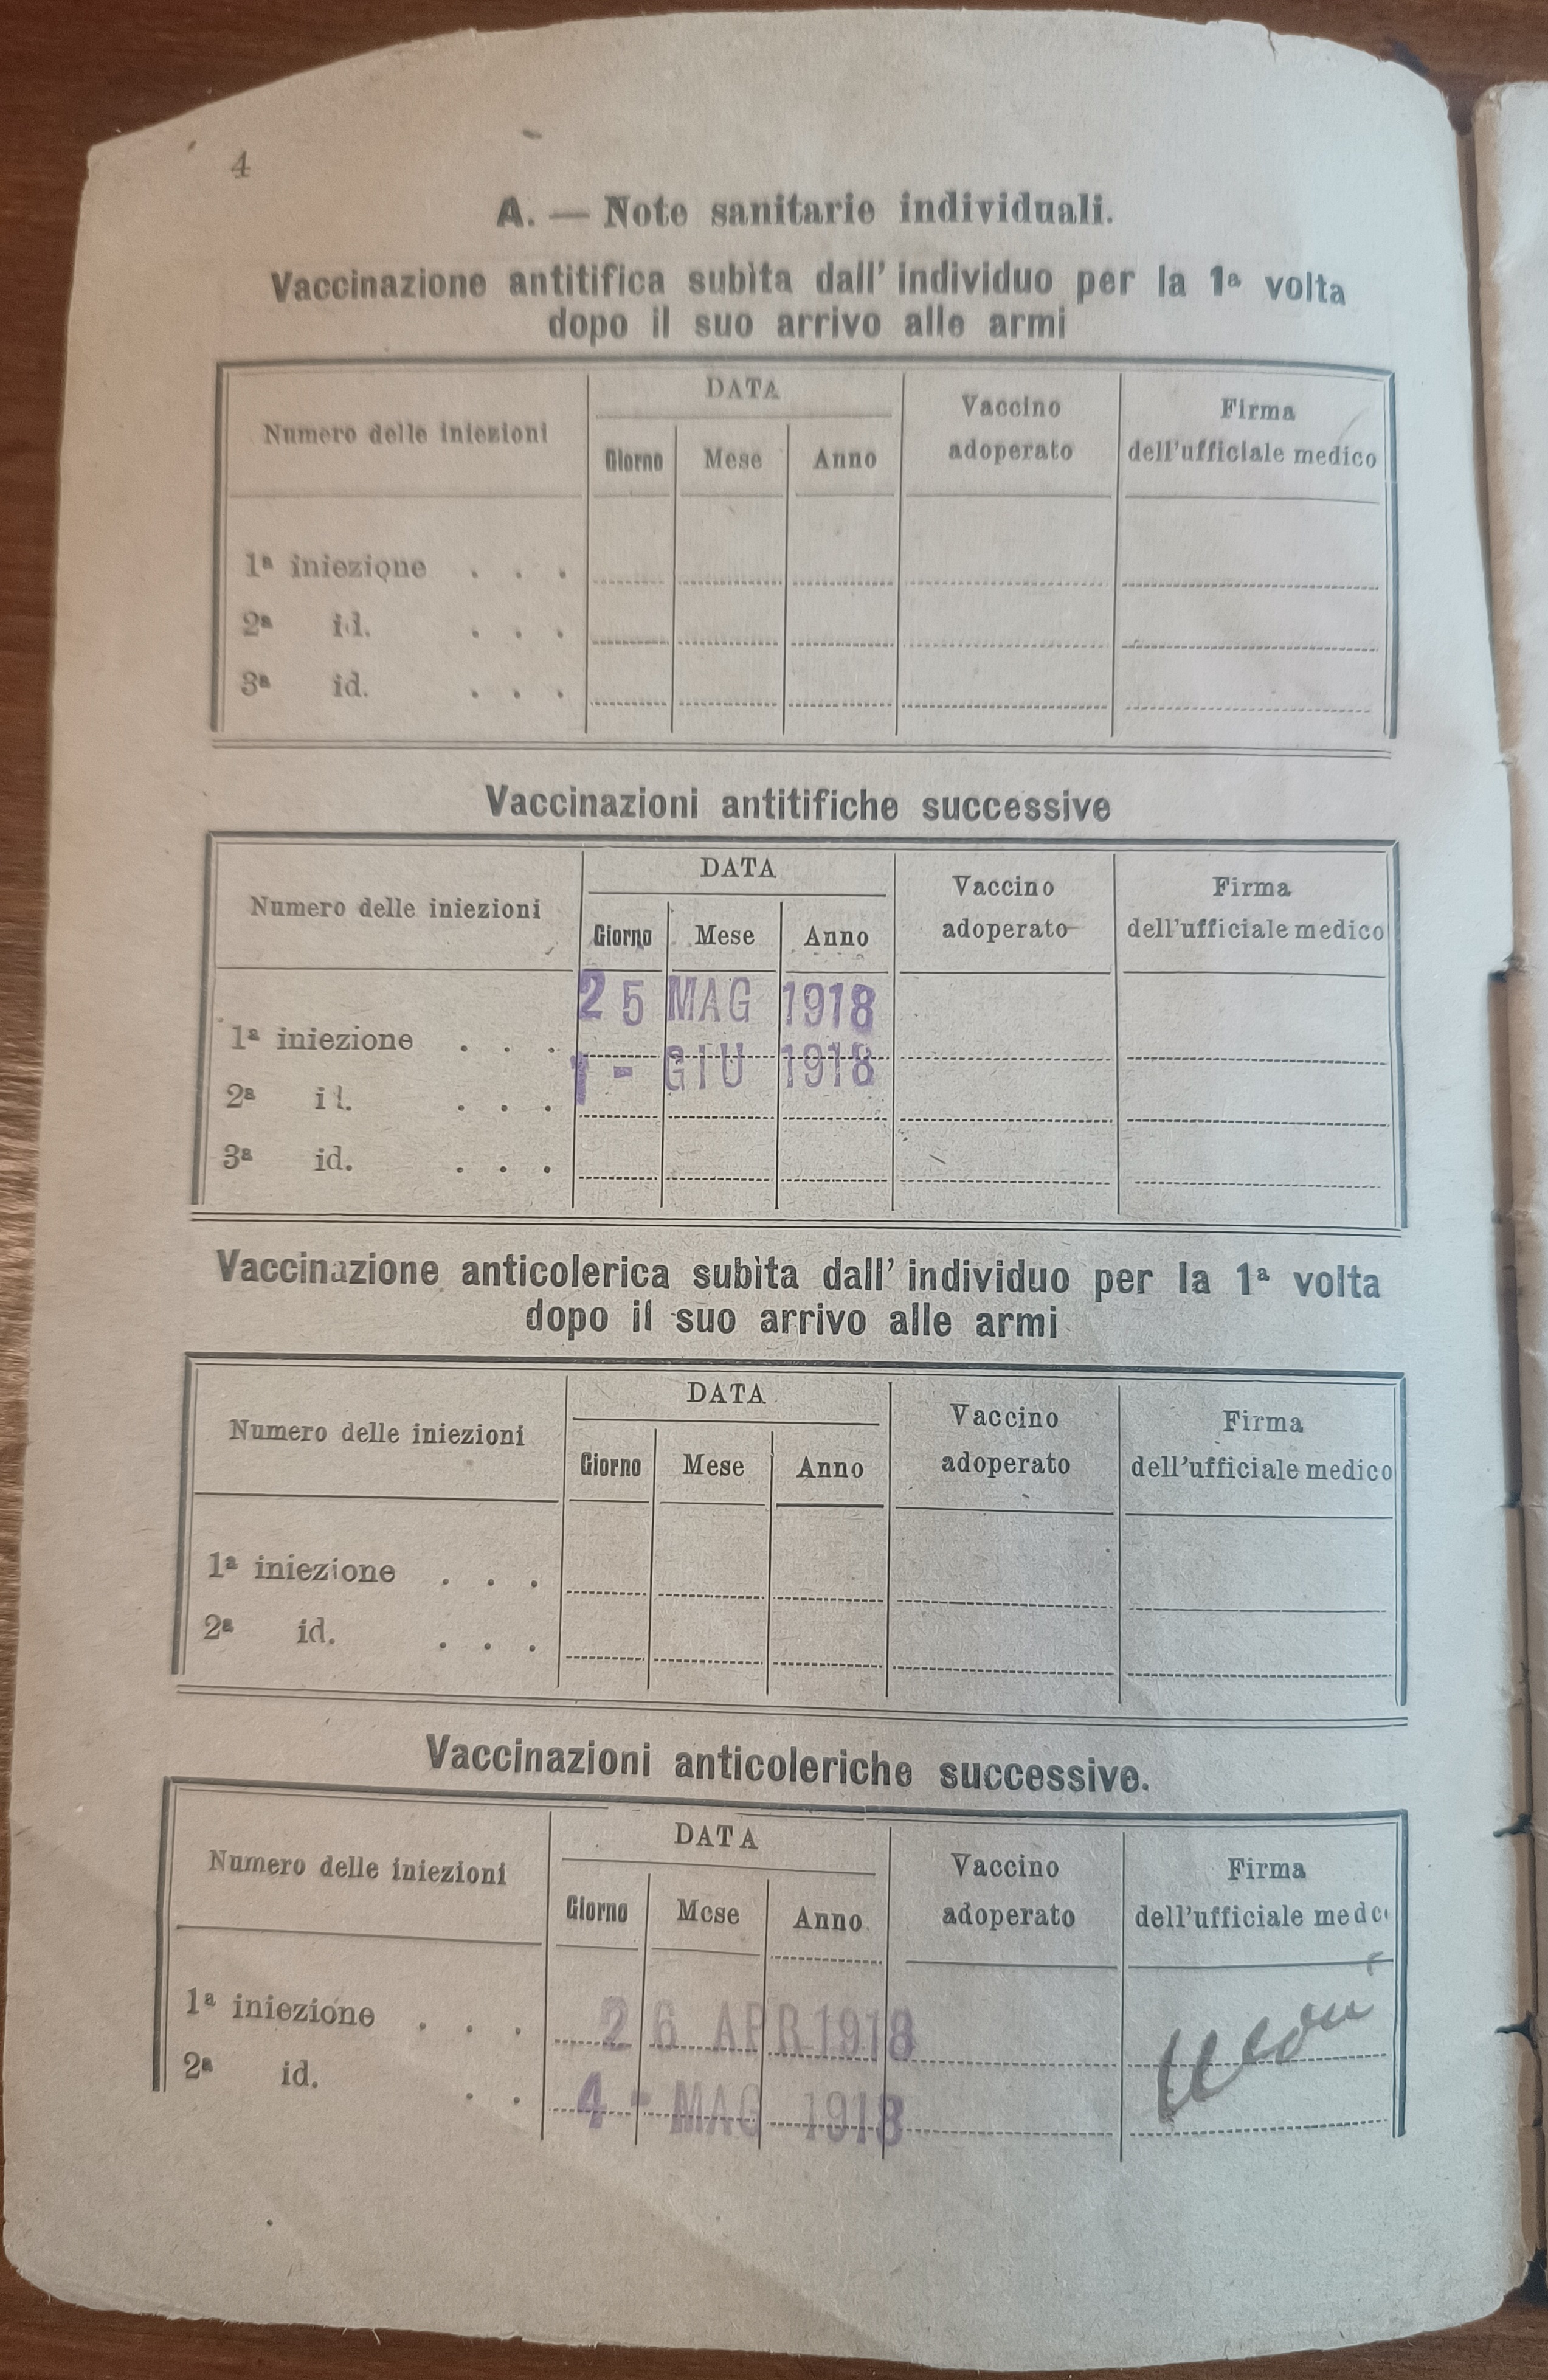 4
A. — Note sanitarie individuali.
Vaccinazione antitifica subìta dall' individuo per la 1ª volta
dopo il suo arrivo alle armi
Numero delle iniezioni
DATA
Giorno Mese Anno
Vaccino
adoperato
Firma
dell'ufficiale medico
1ª iniezione . . .
2ª id. . . .
3ª id. . . .
Vaccinazioni antitifiche successive
Numero delle iniezioni
DATA
Giorno Mese Anno
Vaccino
adoperato
Firma
dell'ufficiale medico
25 MAG 1918
1ª iniezione . . .
1 - GIU 1918
2ª id. . . .
3ª id. . . .
Vaccinazione anticolerica subìta dall' individuo per la 1ª volta
dopo il suo arrivo alle armi
Numero delle iniezioni
DATA
Giorno Mese Anno
Vaccino
adoperato
Firma
dell'ufficiale medico
1ª iniezione . . .
2ª id. . . .
Vaccinazioni anticoleriche successive.
Numero delle iniezioni
DATA
Giorno Mese Anno
Vaccino
adoperato
Firma
dell'ufficiale medc
1ª iniezione . . . 26 APR 1918
2ª id. . . 4 - MAG 1918